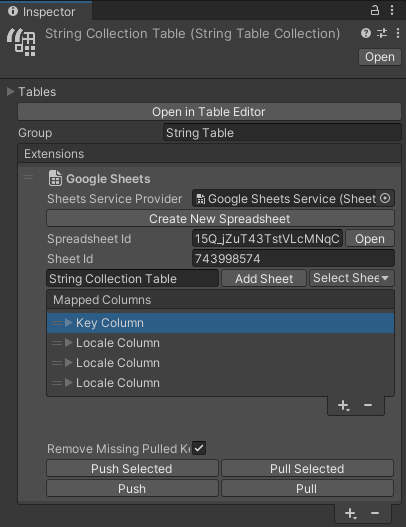 Inspector
String Collection Table (String Table Collection)
Open
Tables
Open in Table Editor
Group String Table
Extensions
Google Sheets
Sheets Service Provider Google Sheets Service (Sheet
Create New Spreadsheet
Spreadsheet Id 15Q_jZuT43TstVLcMNqC Open
Sheet Id 743998574
String Collection Table Add Sheet Select Shee
Mapped Columns
Key Column
Locale Column
Locale Column
Locale Column
Remove Missing Pulled Ke
Push Selected Pull Selected
Push Pull